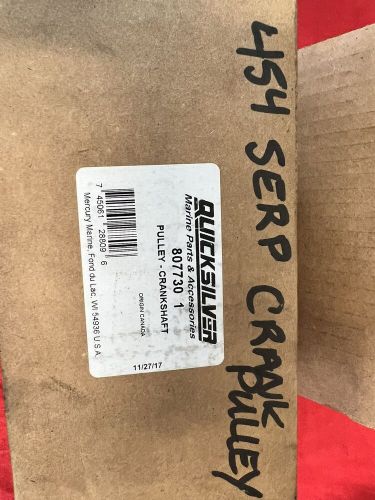 454 SERP CRANK
PULLEY
QUICKSILVER
Marine Parts & Accessories
807730 1
PULLEY - CRANKSHAFT
ORIGIN CANADA
11/27/17
7 45061 28809 6
Mercury Marine, Fond du Lac, WI 54936 U S A